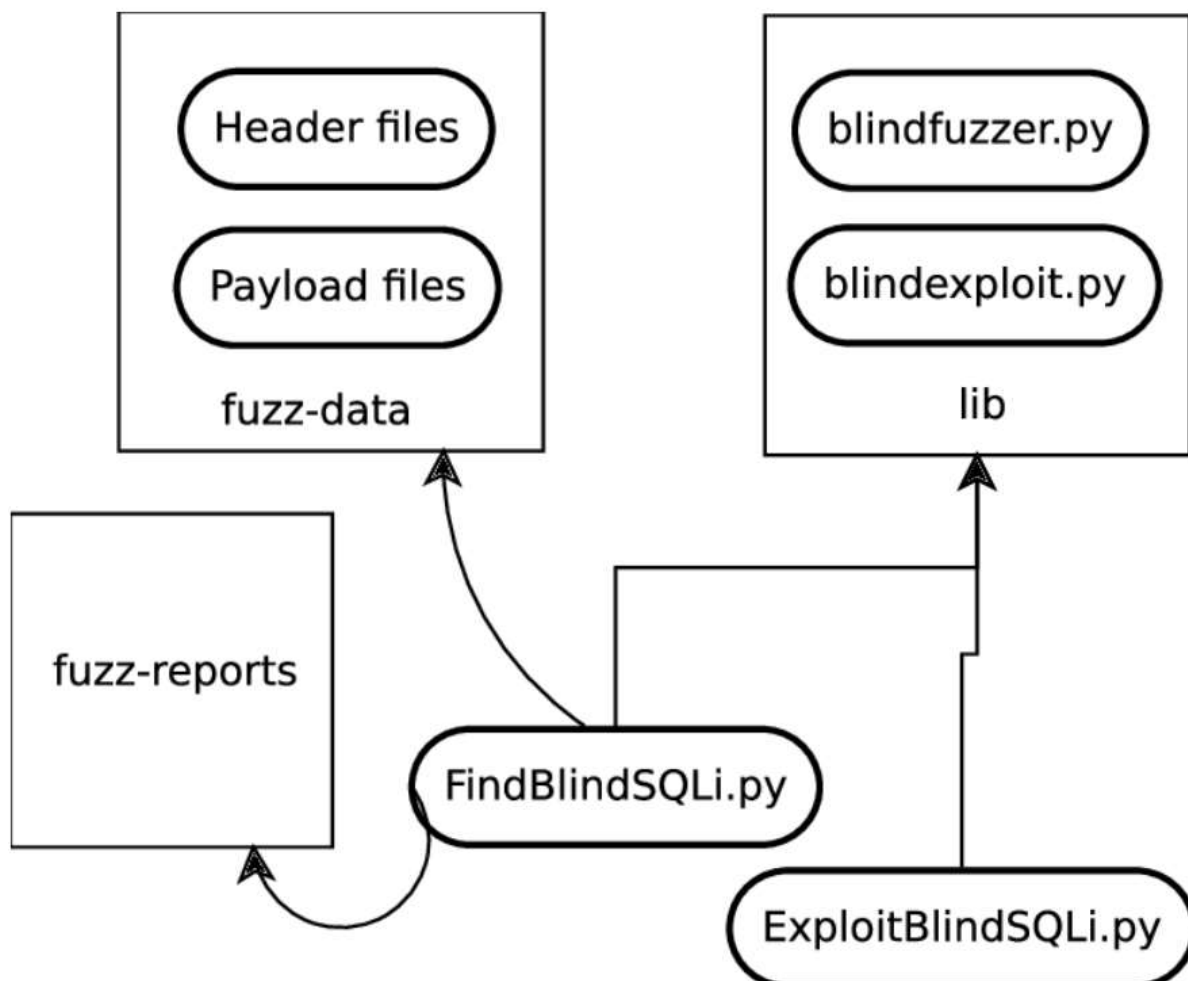 Header files
Payload files
fuzz-data
blindfuzzer.py
blindexploit.py
lib
fuzz-reports
FindBlindSQLi.py
ExploitBlindSQLi.py